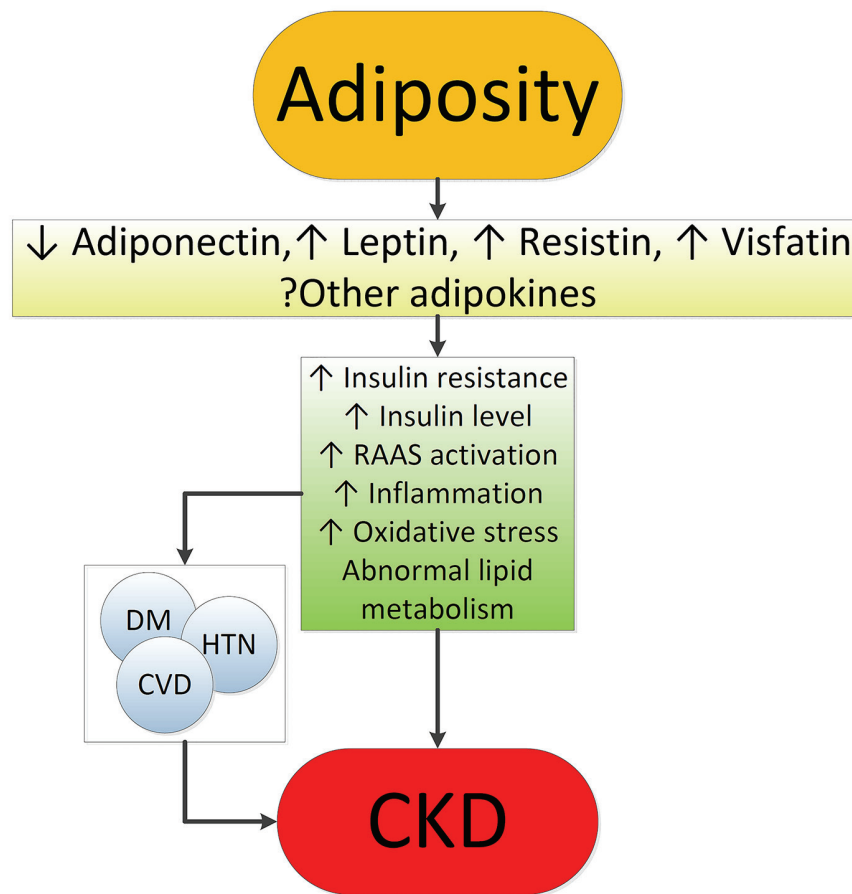 Adiposity
↓ Adiponectin,↑ Leptin, ↑ Resistin, ↑ Visfatin
?Other adipokines
↑ Insulin resistance
↑ Insulin level
↑ RAAS activation
↑ Inflammation
↑ Oxidative stress
Abnormal lipid
metabolism
DM
HTN
CVD
CKD